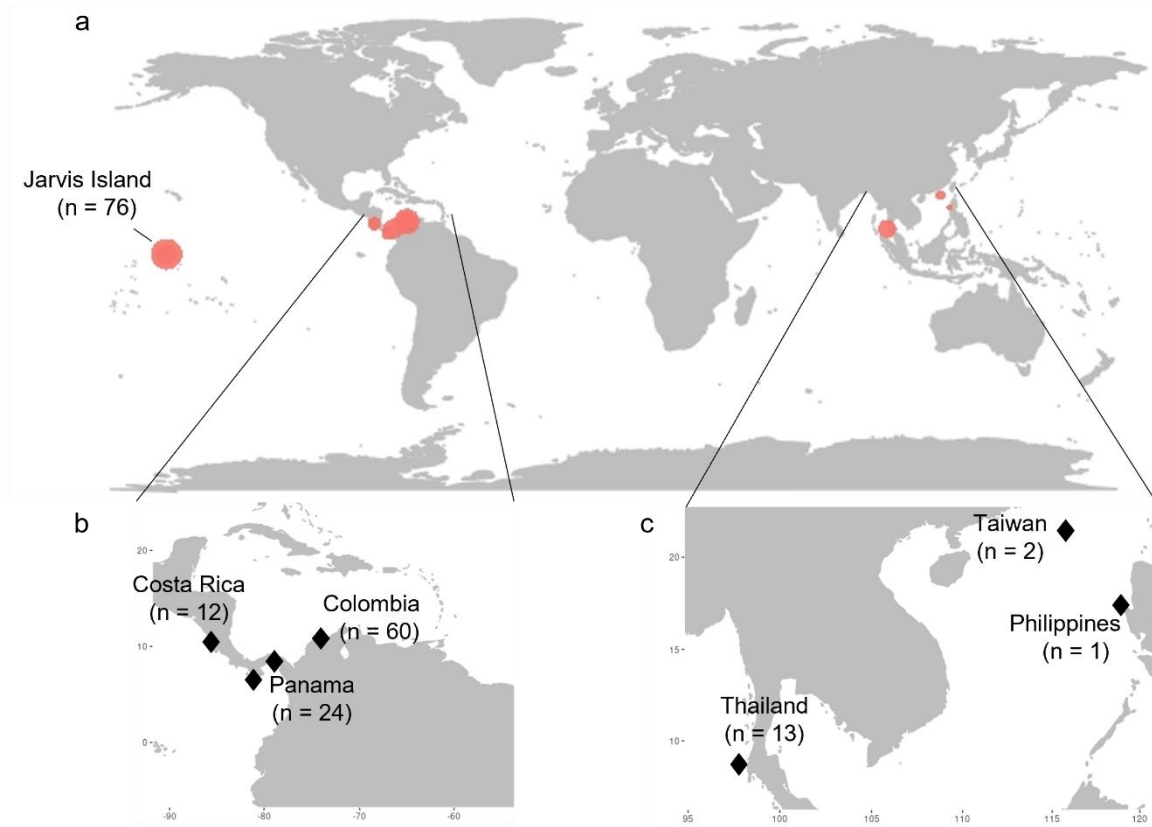 a
Jarvis Island
(n = 76)
b
20
10
0
-90
-80
-70
-60
Costa Rica
(n = 12)
Colombia
(n = 60)
Panama
(n = 24)
c
20
15
10
95
100
105
110
115
120
Taiwan
(n = 2)
Philippines
(n = 1)
Thailand
(n = 13)